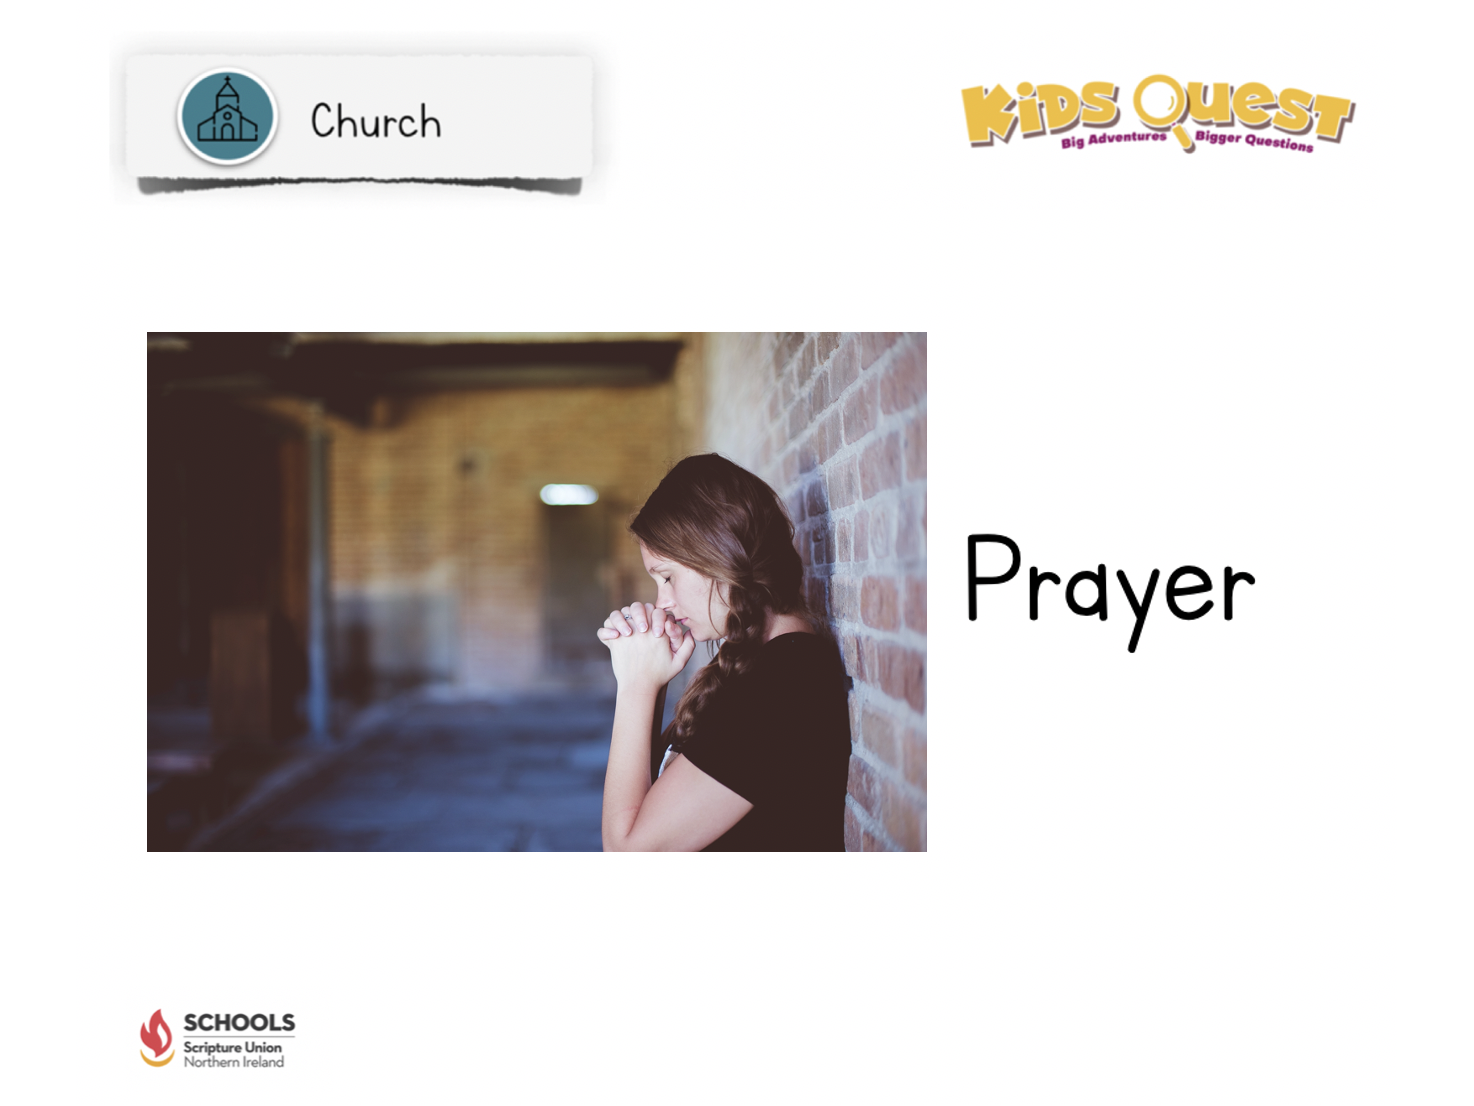 Church
KiDS QUEST
Big Adventures Bigger Questions
Prayer
SCHOOLS
Scripture Union
Northern Ireland